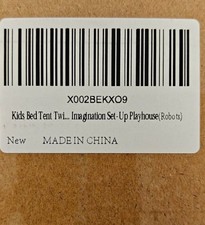 X002BEKXO9
Kids Bed Tent Twi... Imagination Set-Up Playhouse(Robots)
New MADE IN CHINA